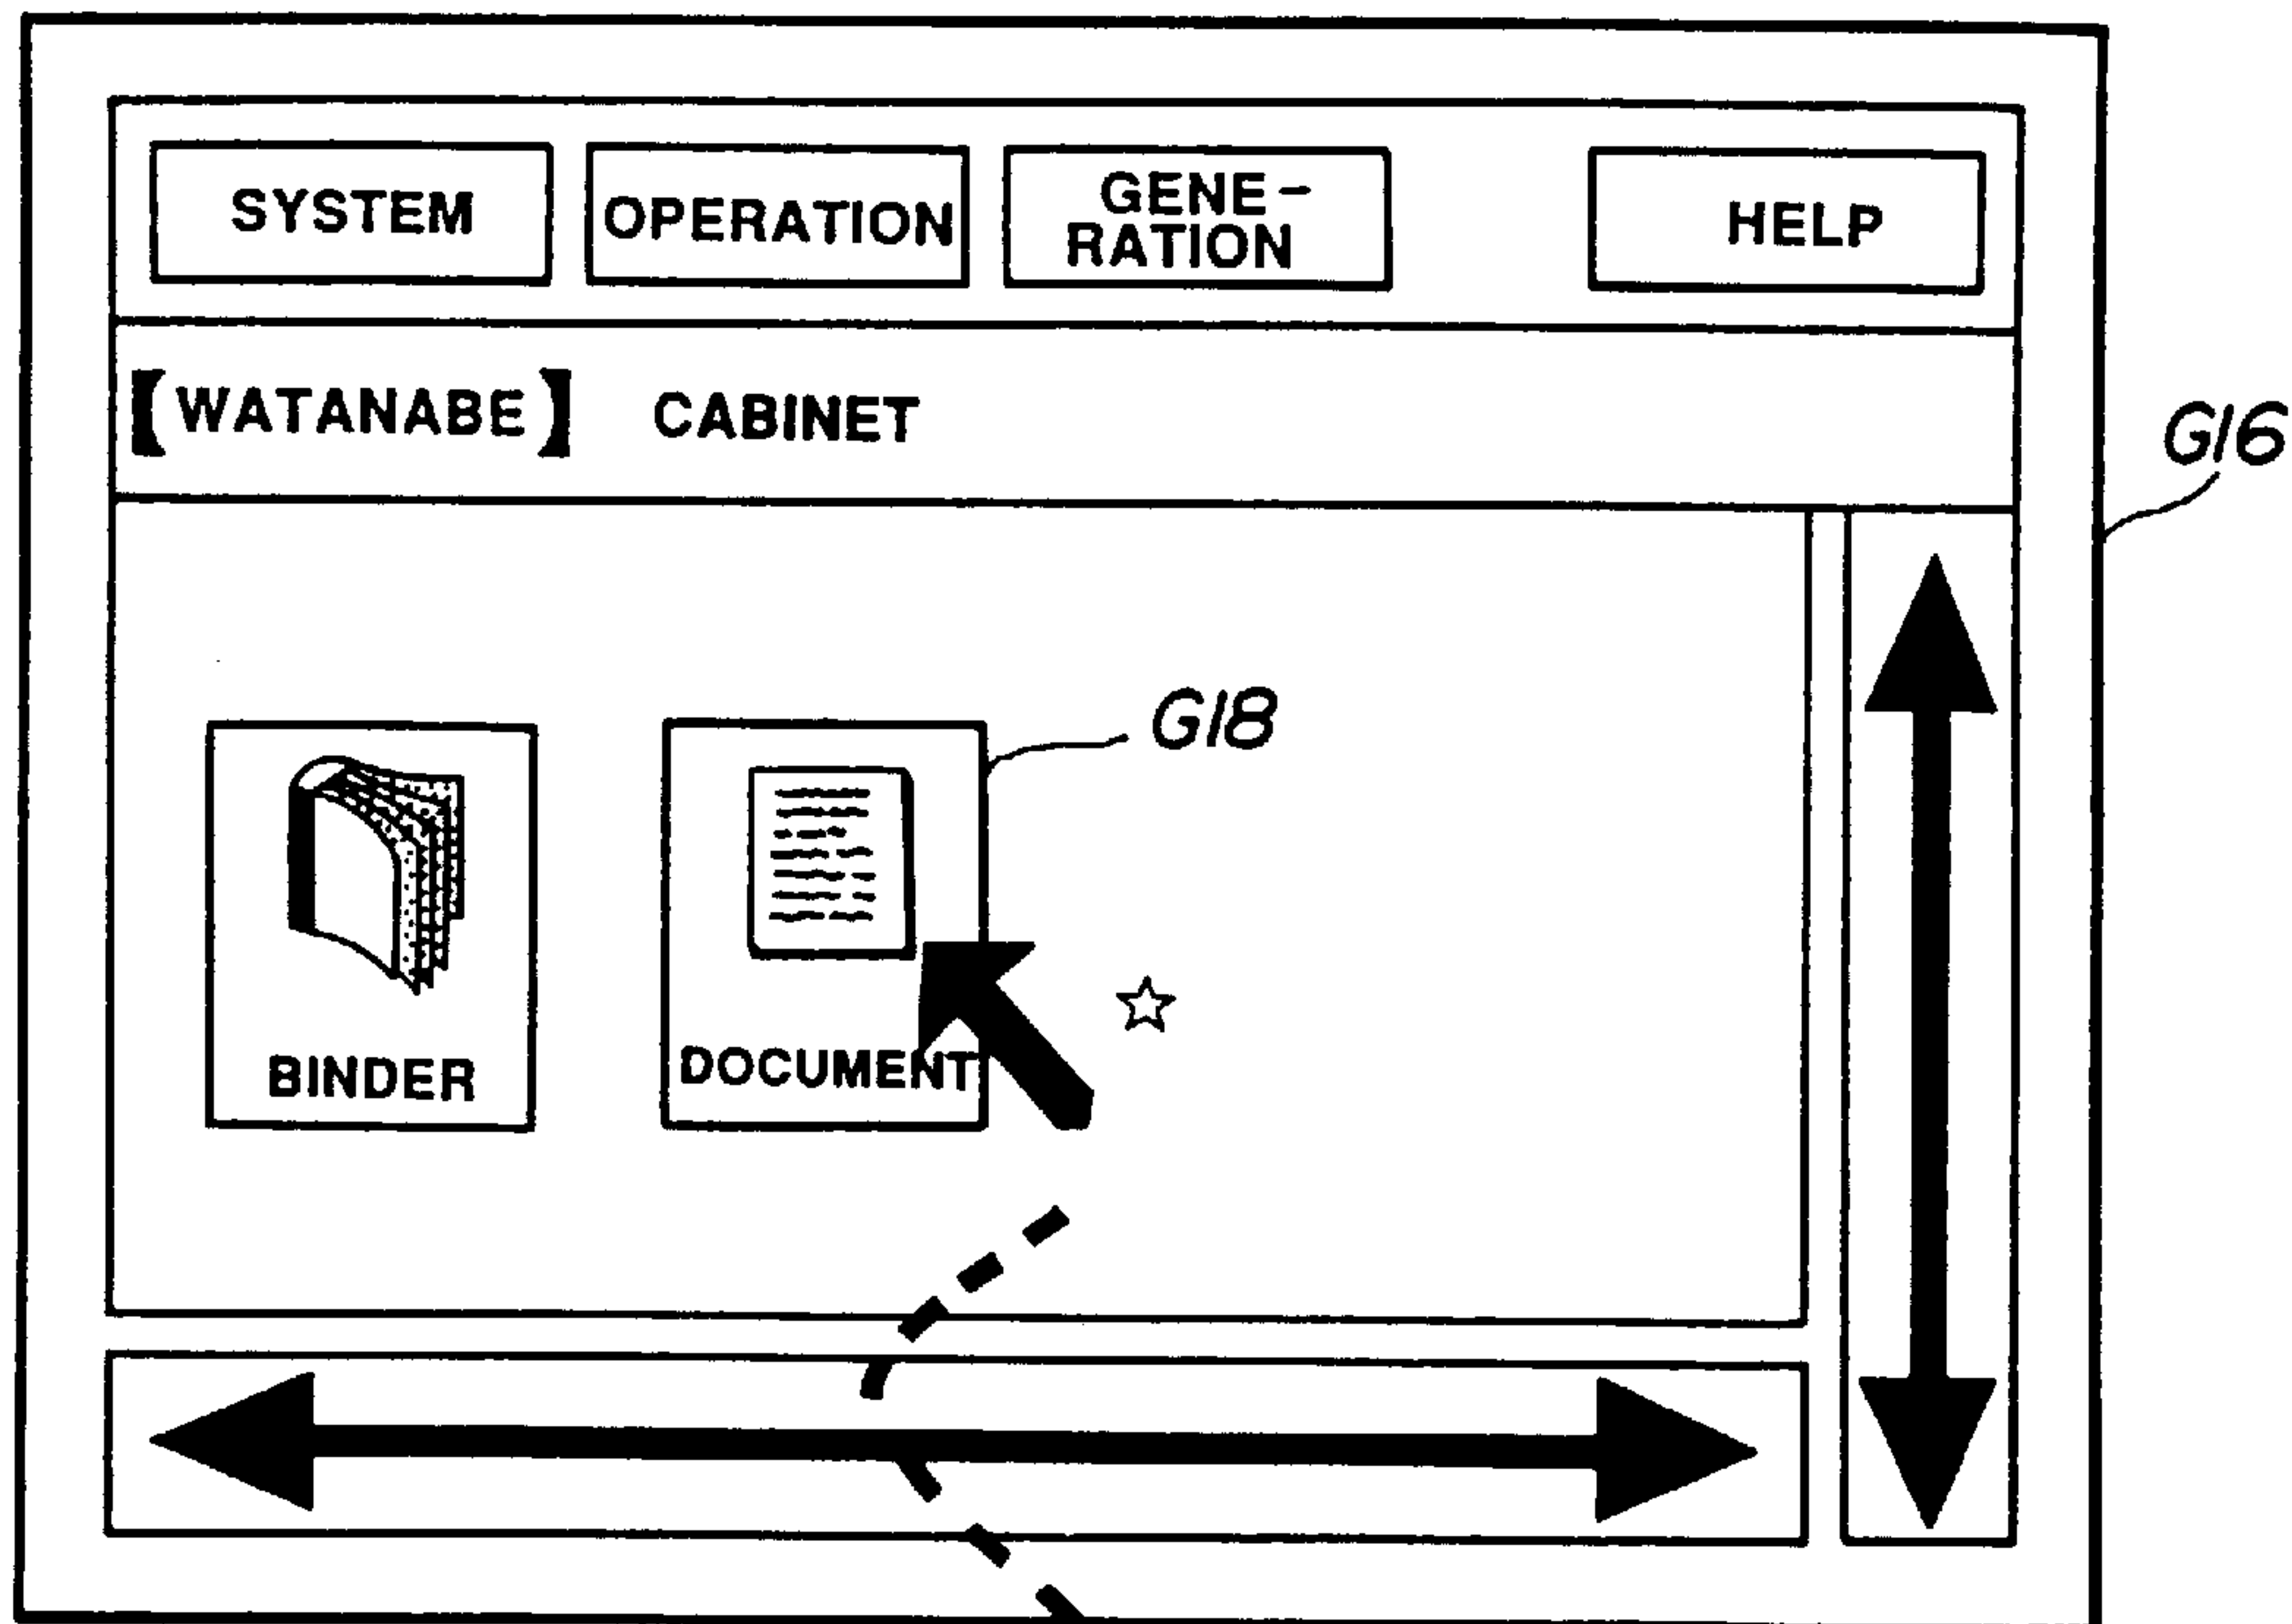 SYSTEM
OPERATION
GENE-
RATION
HELP
【WATANABE】 CABINET
G16
G18
BINDER
DOCUMENT